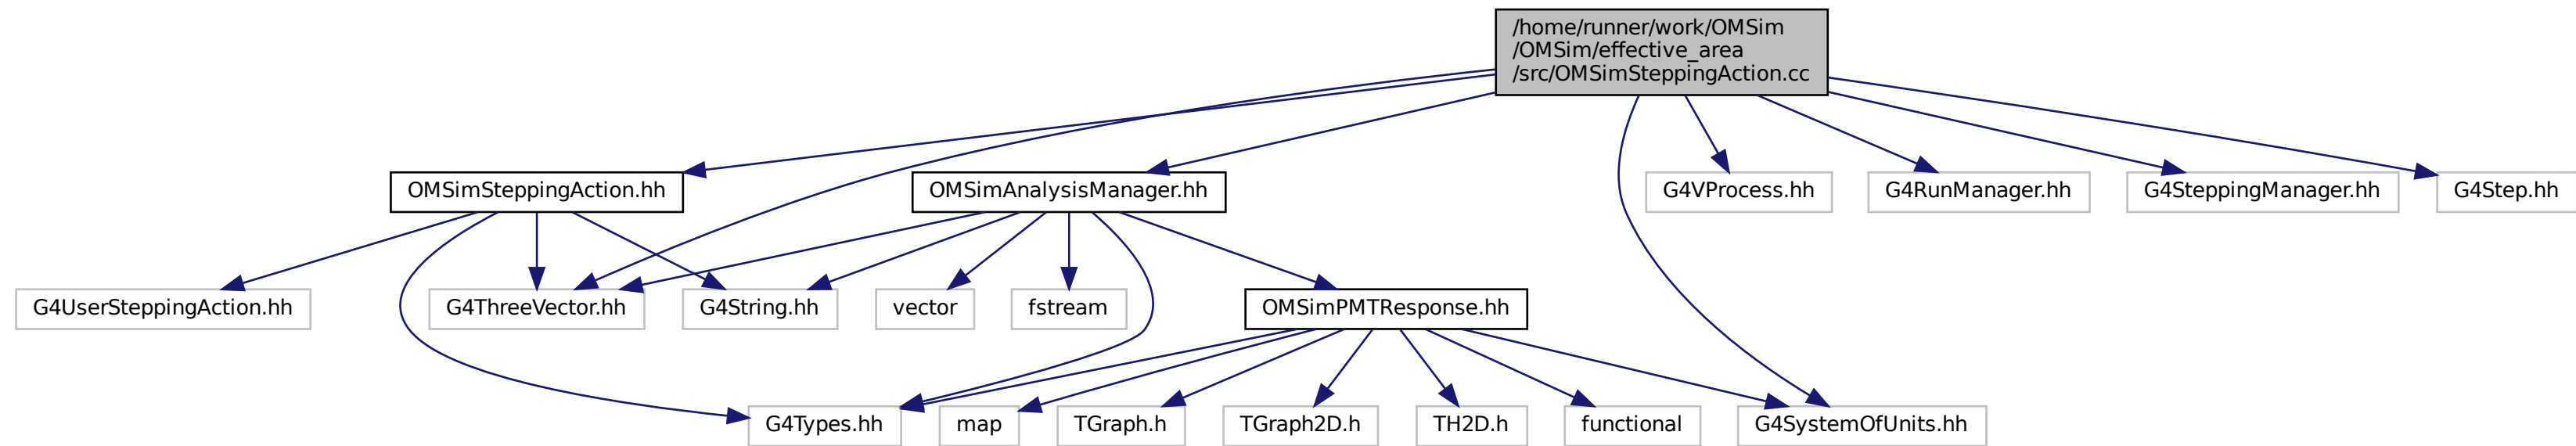 /home/runner/work/OMSim
/OMSim/effective_area
/src/OMSimSteppingAction.cc
OMSimSteppingAction.hh
OMSimAnalysisManager.hh
G4VProcess.hh
G4RunManager.hh
G4SteppingManager.hh
G4Step.hh
G4UserSteppingAction.hh
G4ThreeVector.hh
G4String.hh
vector
fstream
OMSimPMTResponse.hh
G4Types.hh
map
TGraph.h
TGraph2D.h
TH2D.h
functional
G4SystemOfUnits.hh